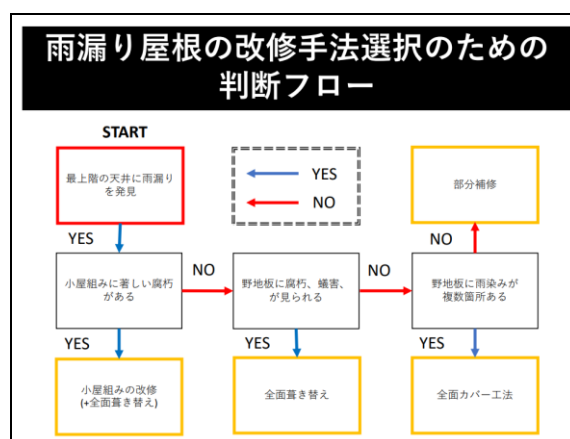 雨漏り屋根の改修手法選択のための
判断フロー
START
最上階の天井に雨漏り
を発見
YES
NO
部分補修
YES
NO
小屋組みに著しい腐朽
がある
NO
野地板に腐朽、蟻害、
が見られる
NO
野地板に雨染みが
複数箇所ある
YES
YES
YES
小屋組みの改修
(+全面葺き替え)
全面葺き替え
全面カバー工法